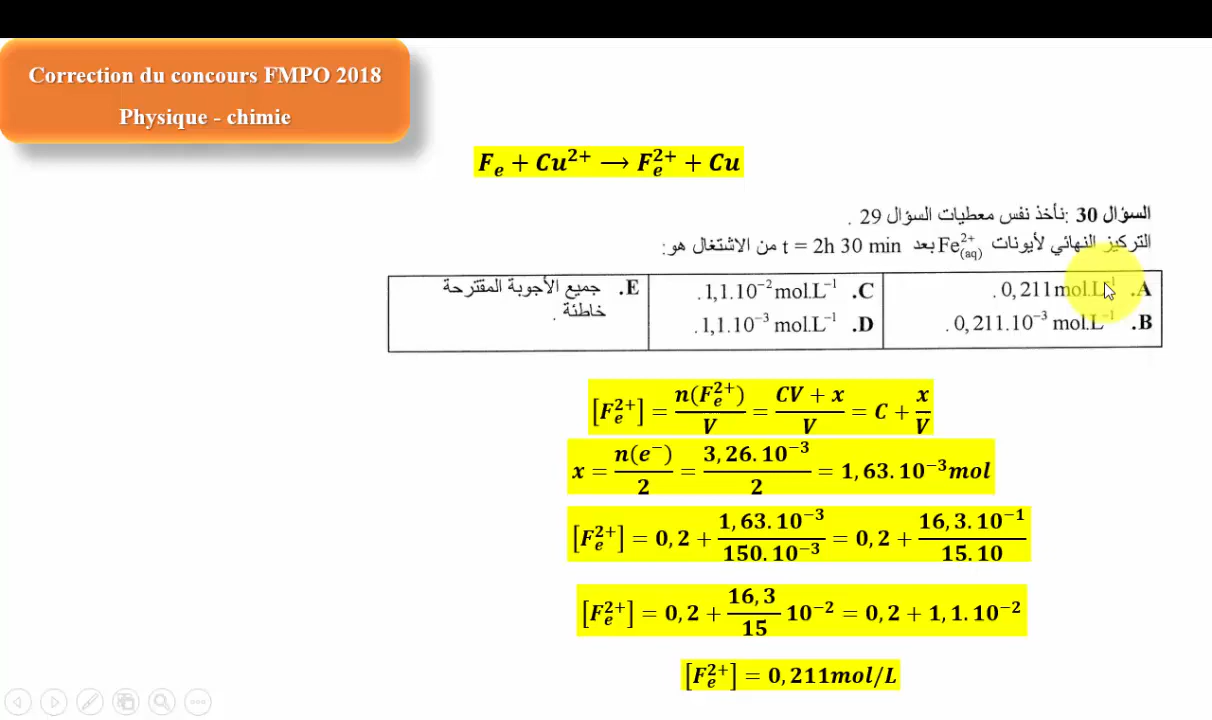 Correction du concours FMPO 2018
Physique - chimie
Fₑ + Cu²⁺ ⟶ Fₑ²⁺ + Cu
السؤال 30 :نأخذ نفس معطيات السؤال 29 .
التركيز النهائي لأيونات Fe²⁺(aq) بعد t = 2h 30 min من الاشتغال هو:
A. 0,211mol.L⁻¹ .
B. 0,211.10⁻³ mol.L⁻¹ .
C. 1,1.10⁻² mol.L⁻¹ .
D. 1,1.10⁻³ mol.L⁻¹ .
E. جميع الأجوبة المقترحة
خاطئة .
[Fₑ²⁺] = n(Fₑ²⁺)/V = (CV + x)/V = C + x/V
x = n(e⁻)/2 = 3,26.10⁻³/2 = 1,63.10⁻³mol
[Fₑ²⁺] = 0,2 + 1,63.10⁻³/150.10⁻³ = 0,2 + 16,3.10⁻¹/15.10
[Fₑ²⁺] = 0,2 + 16,3/15 10⁻² = 0,2 + 1,1.10⁻²
[Fₑ²⁺] = 0,211mol/L